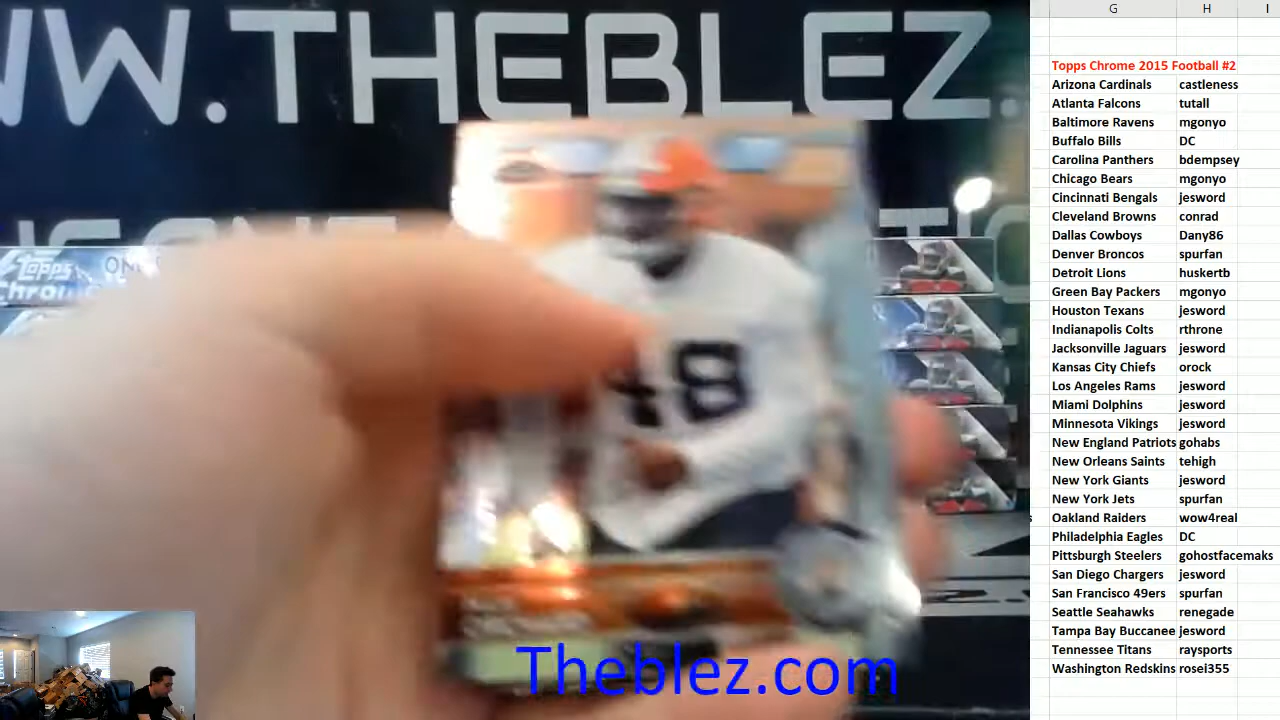 WW.THEBLEZ.
Topps
Chrome
48
Theblez.com
G H I
Topps Chrome 2015 Football #2
Arizona Cardinals castleness
Atlanta Falcons tutall
Baltimore Ravens mgonyo
Buffalo Bills DC
Carolina Panthers bdempsey
Chicago Bears mgonyo
Cincinnati Bengals jesword
Cleveland Browns conrad
Dallas Cowboys Dany86
Denver Broncos spurfan
Detroit Lions huskertb
Green Bay Packers mgonyo
Houston Texans jesword
Indianapolis Colts rthrone
Jacksonville Jaguars jesword
Kansas City Chiefs orock
Los Angeles Rams jesword
Miami Dolphins jesword
Minnesota Vikings jesword
New England Patriots gohabs
New Orleans Saints tehigh
New York Giants jesword
New York Jets spurfan
Oakland Raiders wow4real
Philadelphia Eagles DC
Pittsburgh Steelers gohostfacemaks
San Diego Chargers jesword
San Francisco 49ers spurfan
Seattle Seahawks renegade
Tampa Bay Buccanee jesword
Tennessee Titans raysports
Washington Redskins rosei355